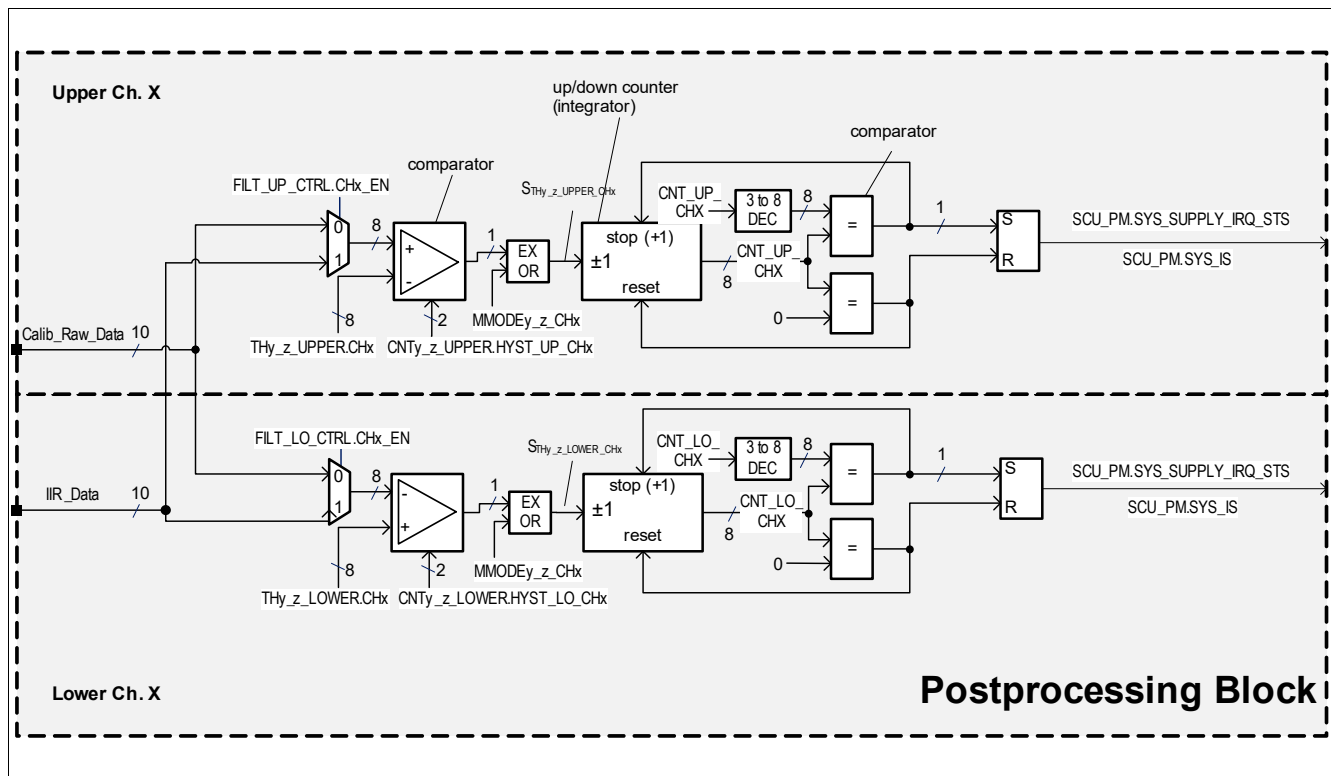 Upper Ch. X
up/down counter
(integrator)
comparator
comparator
FILT_UP_CTRL.CHx_EN
STHy_z_UPPER_CHx
CNT_UP_
CHX
3 to 8
DEC
8
=
1
S
R
SCU_PM.SYS_SUPPLY_IRQ_STS
SCU_PM.SYS_IS
0
1
8
+
-
1
EX
OR
stop (+1)
±1
reset
CNT_UP_
CHX
8
=
0
8
2
MMODEy_z_CHx
THy_z_UPPER.CHx
CNTy_z_UPPER.HYST_UP_CHx
Calib_Raw_Data
10
FILT_LO_CTRL.CHx_EN
STHy_z_LOWER_CHx
CNT_LO_
CHX
3 to 8
DEC
8
=
1
S
R
SCU_PM.SYS_SUPPLY_IRQ_STS
SCU_PM.SYS_IS
IIR_Data
10
0
1
8
-
+
1
EX
OR
stop (+1)
±1
reset
CNT_LO_
CHX
8
=
0
8
2
MMODEy_z_CHx
THy_z_LOWER.CHx
CNTy_z_LOWER.HYST_LO_CHx
Lower Ch. X
Postprocessing Block